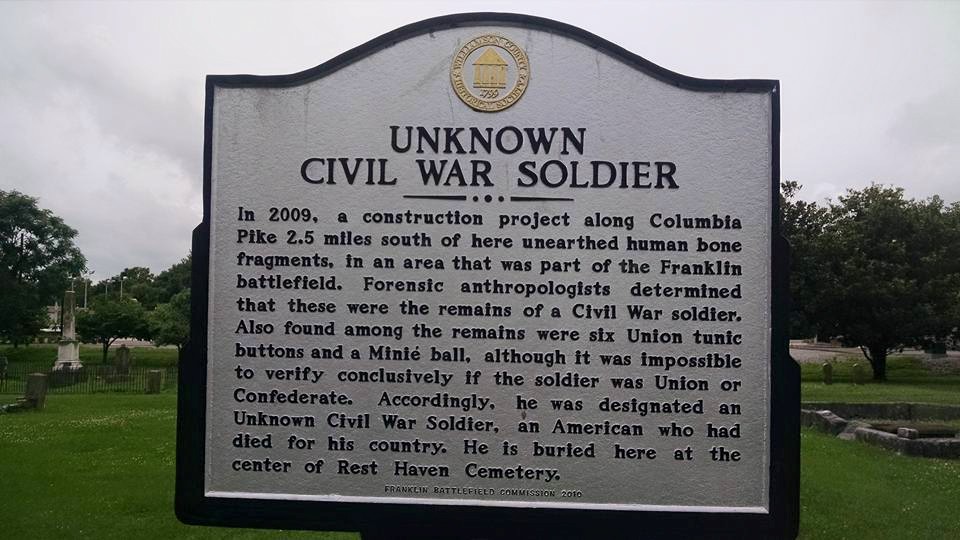 WILLIAMSON COUNTY
HISTORICAL SOCIETY
1799
UNKNOWN
CIVIL WAR SOLDIER
In 2009, a construction project along Columbia
Pike 2.5 miles south of here unearthed human bone
fragments, in an area that was part of the Franklin
battlefield. Forensic anthropologists determined
that these were the remains of a Civil War soldier.
Also found among the remains were six Union tunic
buttons and a Minié ball, although it was impossible
to verify conclusively if the soldier was Union or
Confederate. Accordingly, he was designated an
Unknown Civil War Soldier, an American who had
died for his country. He is buried here at the
center of Rest Haven Cemetery.
FRANKLIN BATTLEFIELD COMMISSION 2010